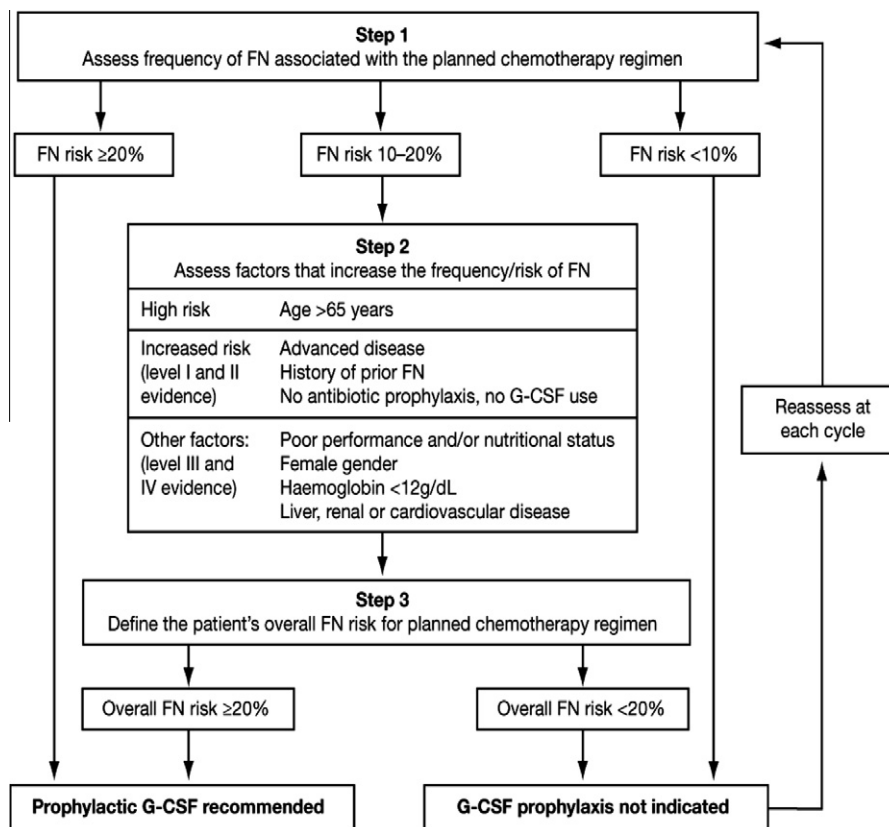 Step 1
Assess frequency of FN associated with the planned chemotherapy regimen
FN risk ≥20%
FN risk 10–20%
FN risk <10%
Step 2
Assess factors that increase the frequency/risk of FN
High risk Age >65 years
Increased risk Advanced disease
(level I and II History of prior FN
evidence) No antibiotic prophylaxis, no G-CSF use
Other factors: Poor performance and/or nutritional status
(level III and Female gender
IV evidence) Haemoglobin <12g/dL
Liver, renal or cardiovascular disease
Reassess at
each cycle
Step 3
Define the patient's overall FN risk for planned chemotherapy regimen
Overall FN risk ≥20%
Overall FN risk <20%
Prophylactic G-CSF recommended
G-CSF prophylaxis not indicated